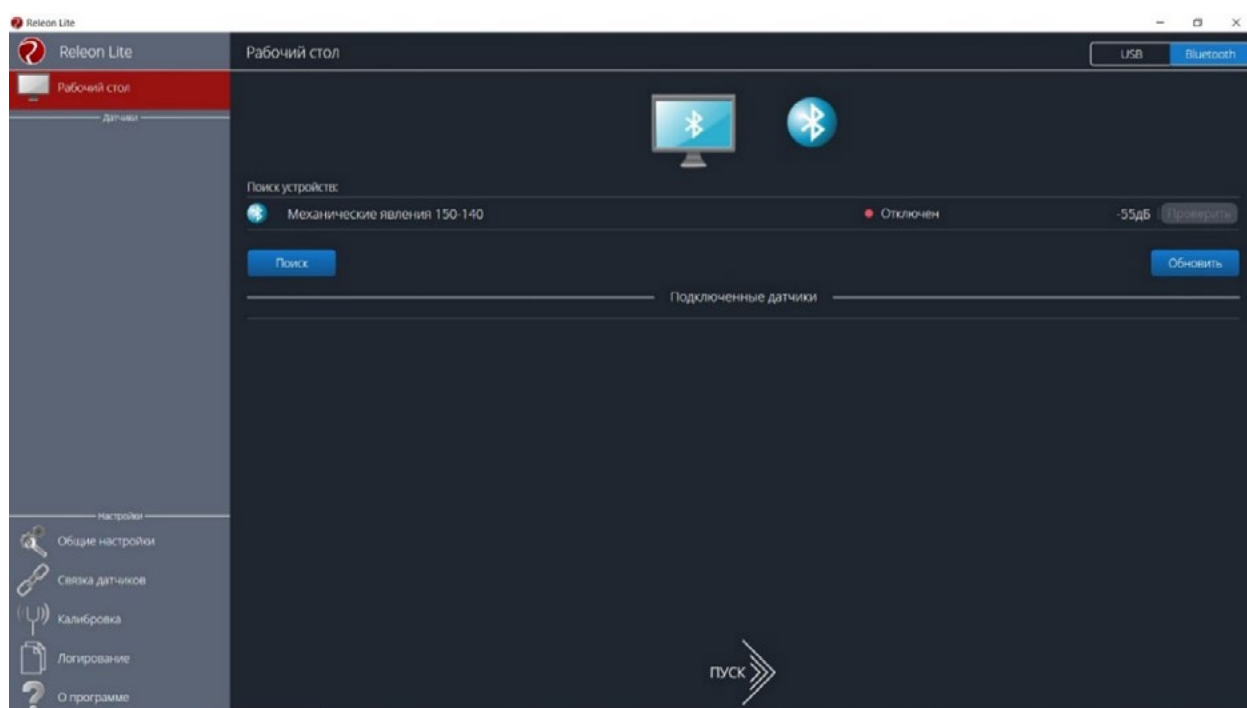 Releon Lite
Releon Lite
Рабочий стол
USB
Bluetooth
Рабочий стол
Датчики
Поиск устройств:
Механические явления 150-140
Отключен
-55дБ
Проверить
Поиск
Обновить
Подключенные датчики
Настройки
Общие настройки
Связка датчиков
Калибровка
Логирование
О программе
ПУСК